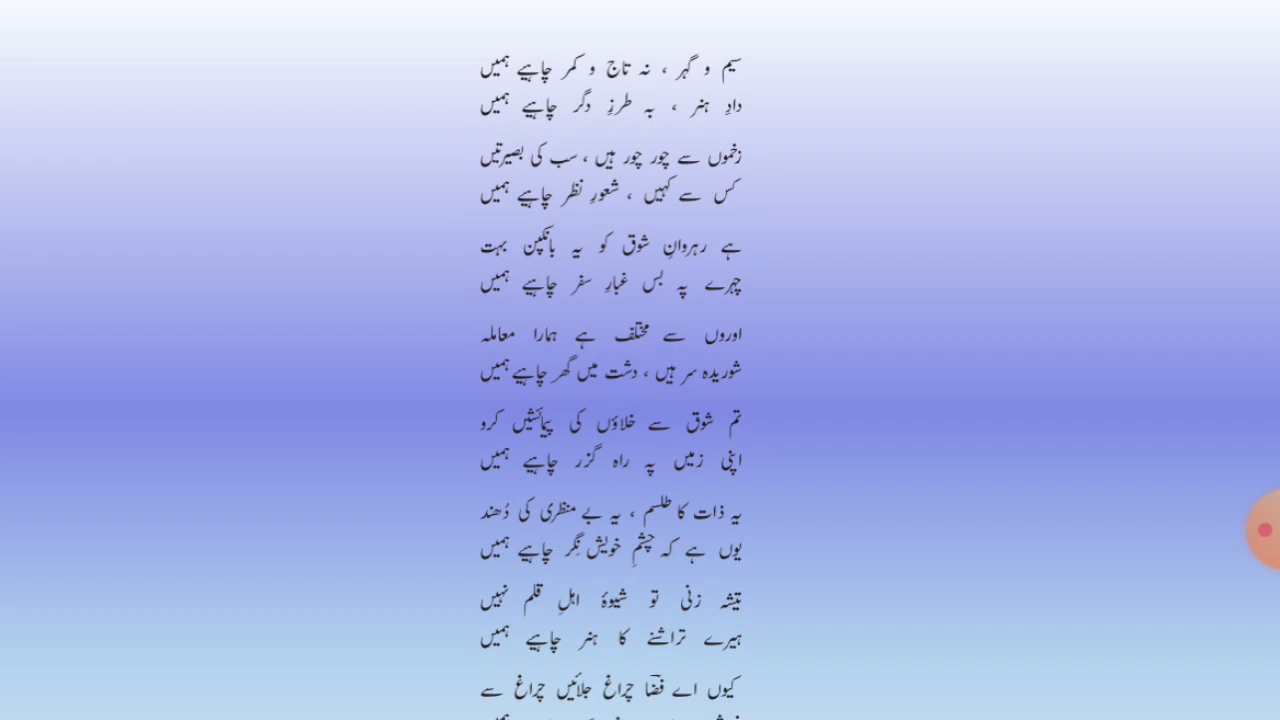 سیم و گہر ، نہ تاج و کمر چاہیے ہمیں
دادِ ہنر ، بہ طرزِ دگر چاہیے ہمیں
زخموں سے چور چور ہیں ، سب کی بصیرتیں
کس سے کہیں ، شعورِ نظر چاہیے ہمیں
ہے رہروانِ شوق کو یہ بانکپن بہت
چہرے پہ بس غبارِ سفر چاہیے ہمیں
اوروں سے مختلف ہے ہمارا معاملہ
شوریدہ سر ہیں ، دشت میں گھر چاہیے ہمیں
تم شوق سے خلاؤں کی پیمائشیں کرو
اپنی زمیں پہ راہ گزر چاہیے ہمیں
یہ ذات کا طلسم ، یہ بے منظری کی دُھند
یوں ہے کہ چشمِ خویش نِگر چاہیے ہمیں
تیشہ زنی تو شیوۂ اہلِ قلم نہیں
ہیرے تراشنے کا ہنر چاہیے ہمیں
کیوں اے فضاؔ چراغ جلائیں چراغ سے